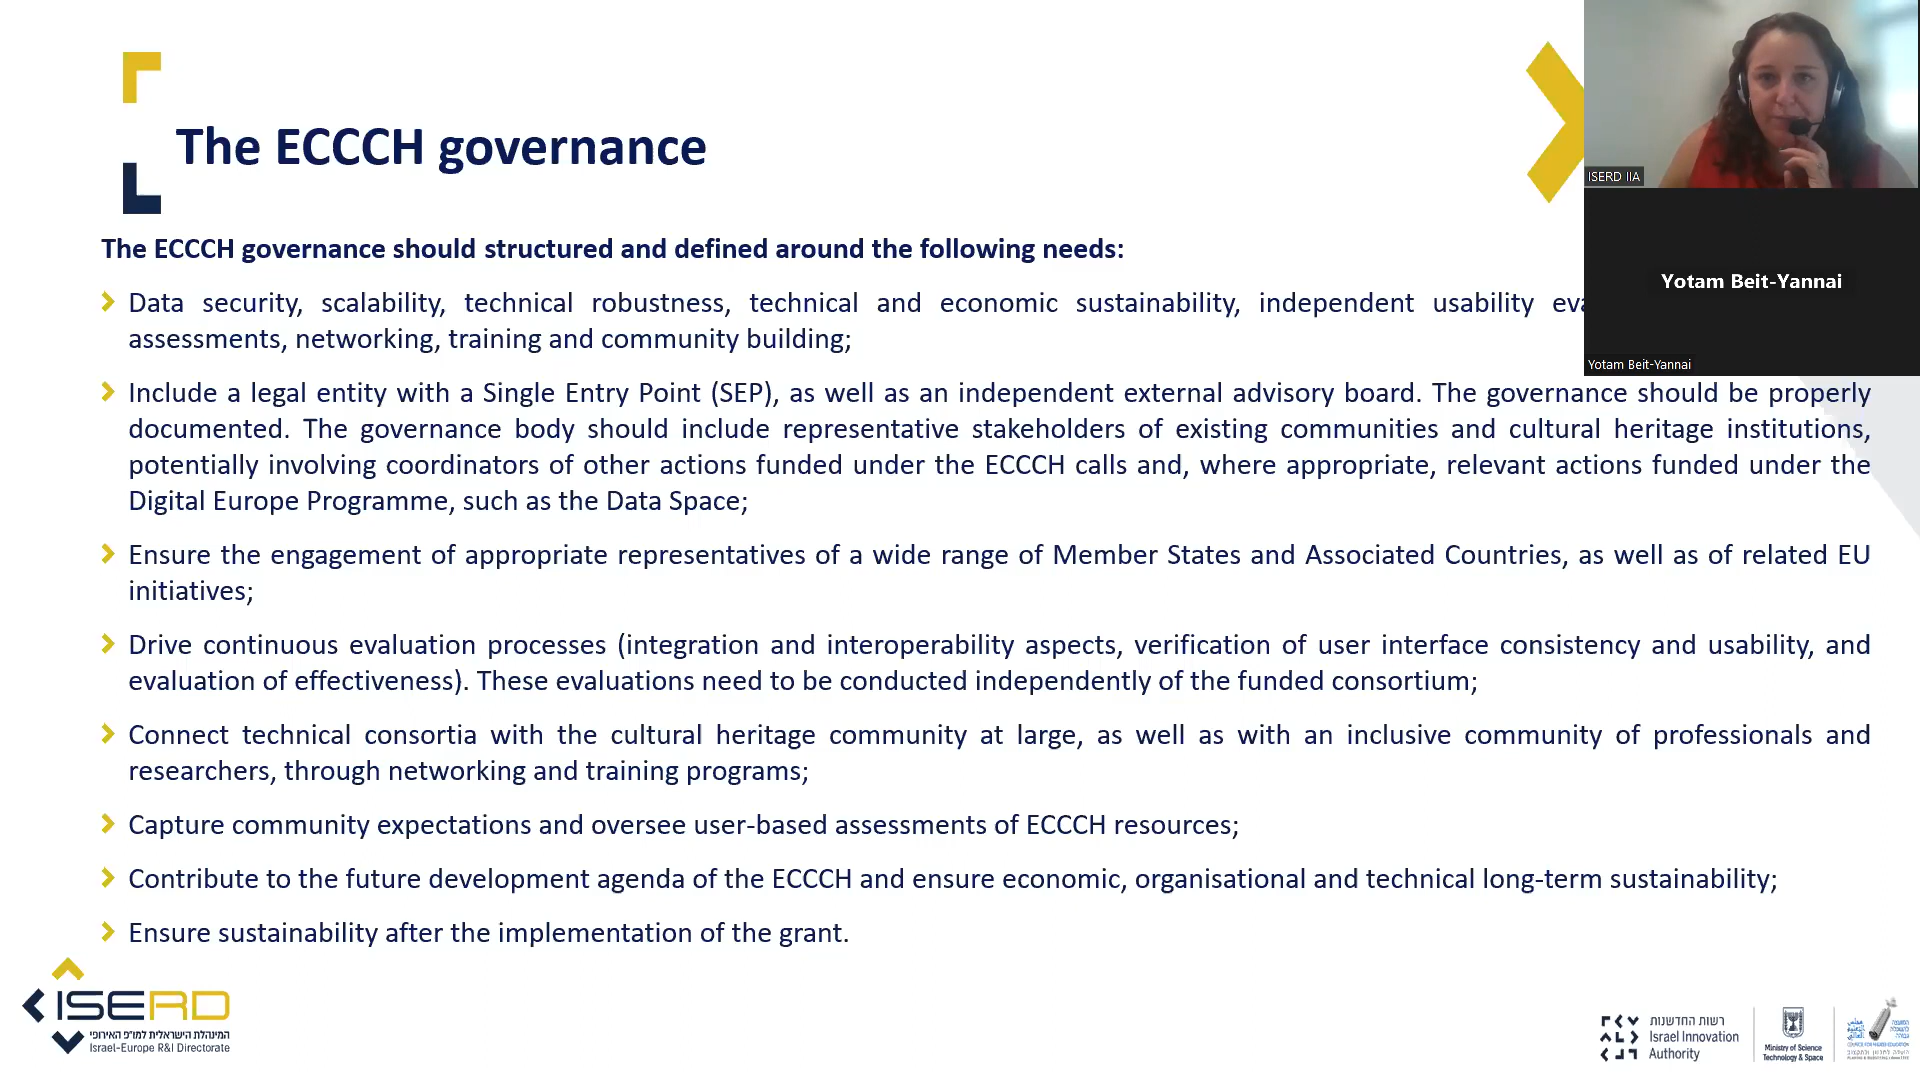 The ECCCH governance
The ECCCH governance should structured and defined around the following needs:
Data security, scalability, technical robustness, technical and economic sustainability, independent usability
assessments, networking, training and community building;
Include a legal entity with a Single Entry Point (SEP), as well as an independent external advisory board. The governance should be properly
documented. The governance body should include representative stakeholders of existing communities and cultural heritage institutions,
potentially involving coordinators of other actions funded under the ECCCH calls and, where appropriate, relevant actions funded under the
Digital Europe Programme, such as the Data Space;
Ensure the engagement of appropriate representatives of a wide range of Member States and Associated Countries, as well as of related EU
initiatives;
Drive continuous evaluation processes (integration and interoperability aspects, verification of user interface consistency and usability, and
evaluation of effectiveness). These evaluations need to be conducted independently of the funded consortium;
Connect technical consortia with the cultural heritage community at large, as well as with an inclusive community of professionals and
researchers, through networking and training programs;
Capture community expectations and oversee user-based assessments of ECCCH resources;
Contribute to the future development agenda of the ECCCH and ensure economic, organisational and technical long-term sustainability;
Ensure sustainability after the implementation of the grant.
ISERD IIA
Yotam Beit-Yannai
Yotam Beit-Yannai
ISERD
המינהלת הישראלית למו״פ האירופי
Israel-Europe R&I Directorate
רשות החדשנות
Israel Innovation
Authority
Ministry of Science
Technology & Space